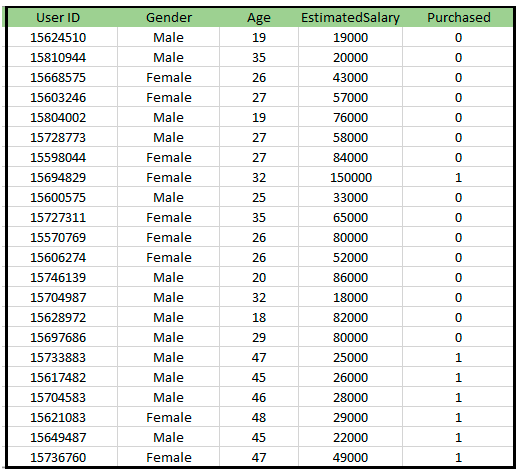 User ID Gender Age EstimatedSalary Purchased
15624510 Male 19 19000 0
15810944 Male 35 20000 0
15668575 Female 26 43000 0
15603246 Female 27 57000 0
15804002 Male 19 76000 0
15728773 Male 27 58000 0
15598044 Female 27 84000 0
15694829 Female 32 150000 1
15600575 Male 25 33000 0
15727311 Female 35 65000 0
15570769 Female 26 80000 0
15606274 Female 26 52000 0
15746139 Male 20 86000 0
15704987 Male 32 18000 0
15628972 Male 18 82000 0
15697686 Male 29 80000 0
15733883 Male 47 25000 1
15617482 Male 45 26000 1
15704583 Male 46 28000 1
15621083 Female 48 29000 1
15649487 Male 45 22000 1
15736760 Female 47 49000 1